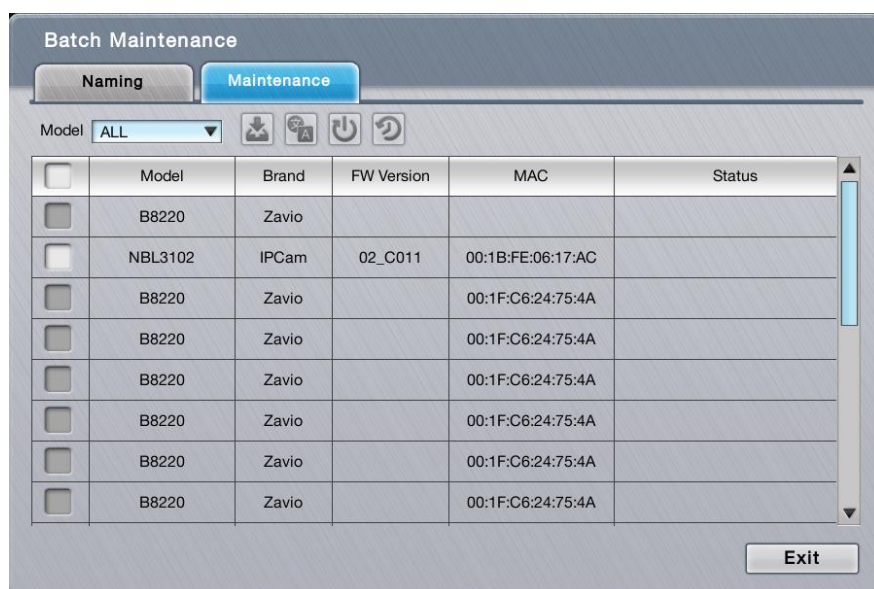 Batch Maintenance
Naming Maintenance
Model ALL
Model Brand FW Version MAC Status
B8220 Zavio
NBL3102 IPCam 02_C011 00:1B:FE:06:17:AC
B8220 Zavio 00:1F:C6:24:75:4A
B8220 Zavio 00:1F:C6:24:75:4A
B8220 Zavio 00:1F:C6:24:75:4A
B8220 Zavio 00:1F:C6:24:75:4A
B8220 Zavio 00:1F:C6:24:75:4A
B8220 Zavio 00:1F:C6:24:75:4A
Exit